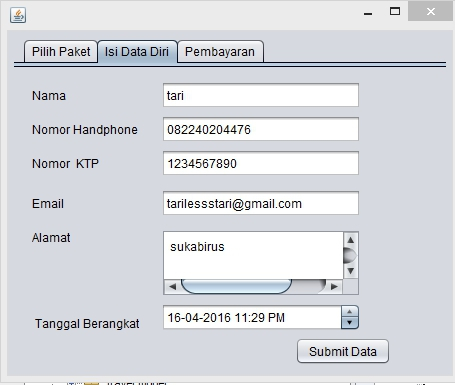 Pilih Paket Isi Data Diri Pembayaran
Nama tari
Nomor Handphone 082240204476
Nomor KTP 1234567890
Email tarilessstari@gmail.com
Alamat sukabirus
Tanggal Berangkat 16-04-2016 11:29 PM
Submit Data